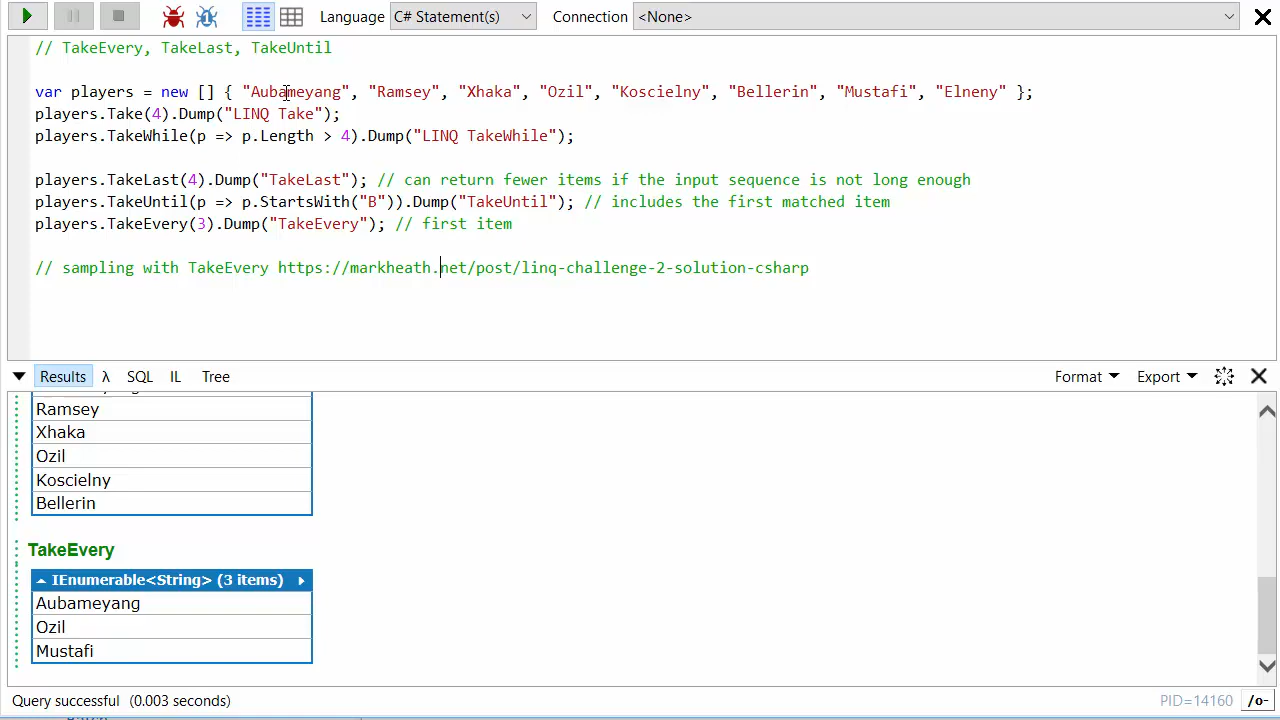 Language C# Statement(s) Connection <None>
// TakeEvery, TakeLast, TakeUntil
var players = new [] { "Aubameyang", "Ramsey", "Xhaka", "Ozil", "Koscielny", "Bellerin", "Mustafi", "Elneny" };
players.Take(4).Dump("LINQ Take");
players.TakeWhile(p => p.Length > 4).Dump("LINQ TakeWhile");
players.TakeLast(4).Dump("TakeLast"); // can return fewer items if the input sequence is not long enough
players.TakeUntil(p => p.StartsWith("B")).Dump("TakeUntil"); // includes the first matched item
players.TakeEvery(3).Dump("TakeEvery"); // first item
// sampling with TakeEvery https://markheath.net/post/linq-challenge-2-solution-csharp
Results λ SQL IL Tree Format Export
Ramsey
Xhaka
Ozil
Koscielny
Bellerin
TakeEvery
IEnumerable<String> (3 items)
Aubameyang
Ozil
Mustafi
Query successful (0.003 seconds) PID=14160 /o-